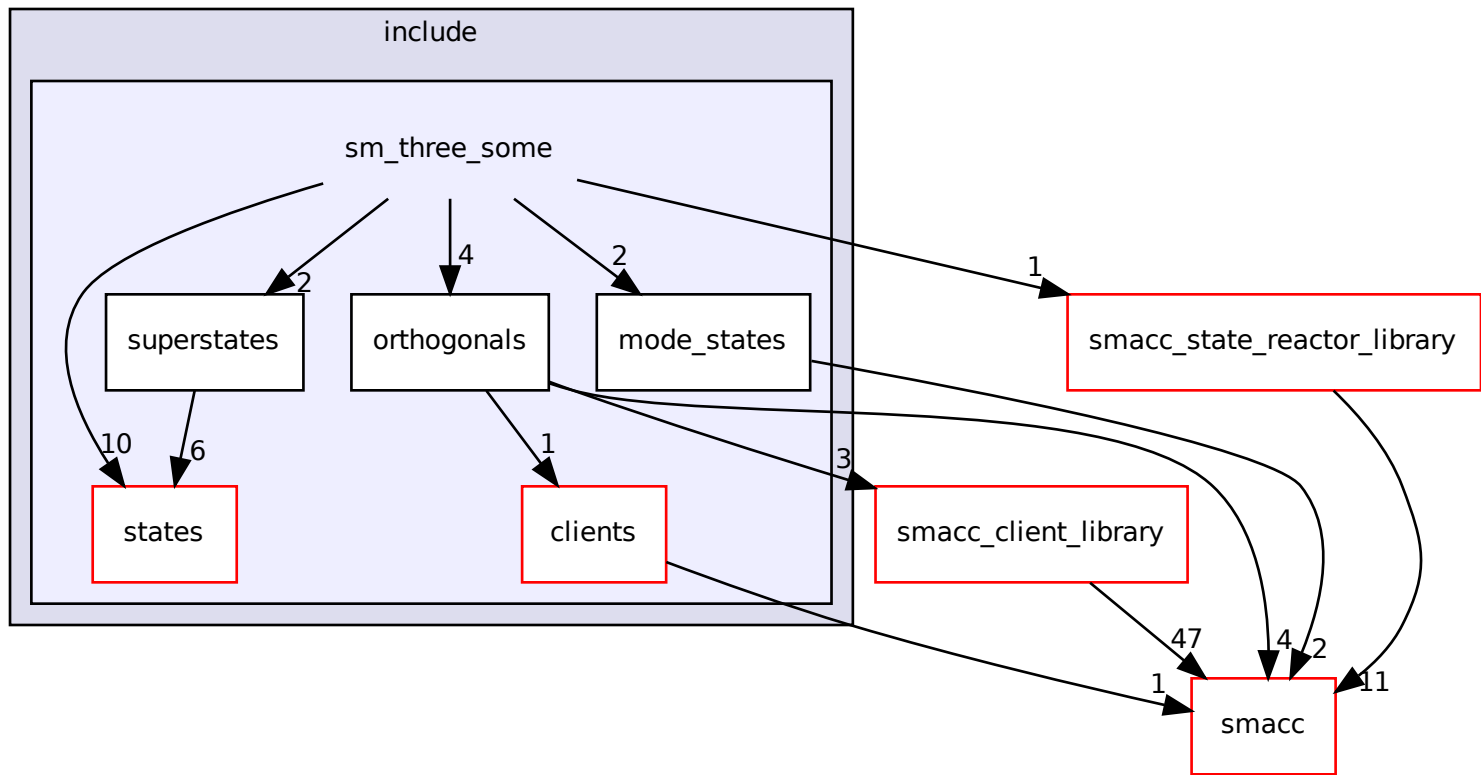 include
sm_three_some
2
4
2
1
superstates
orthogonals
mode_states
smacc_state_reactor_library
10
6
1
3
states
clients
smacc_client_library
47
4
2
1
11
smacc